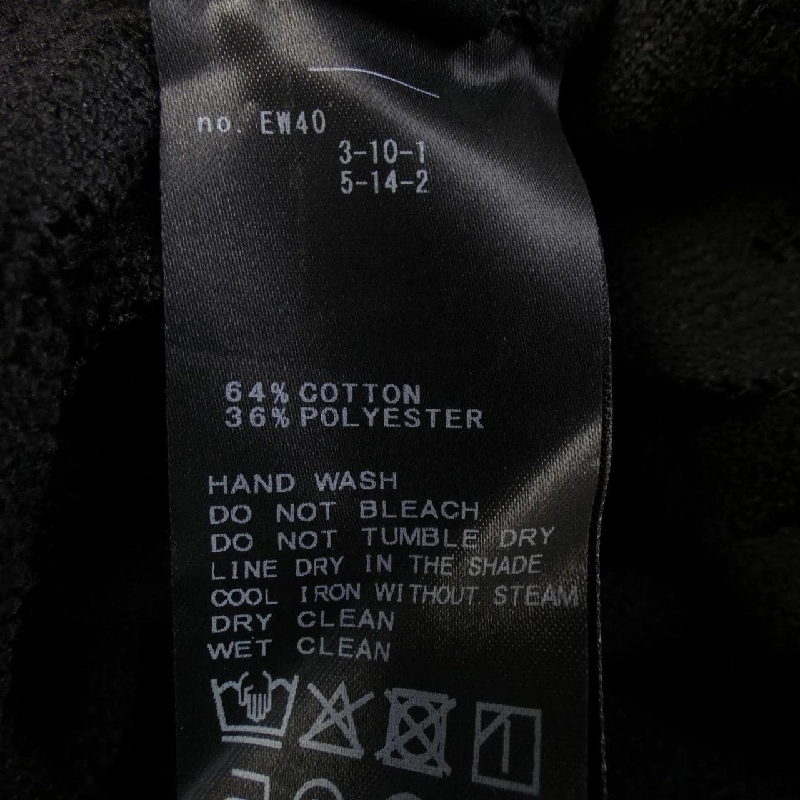 no. EW40
3-10-1
5-14-2
64% COTTON
36% POLYESTER
HAND WASH
DO NOT BLEACH
DO NOT TUMBLE DRY
LINE DRY IN THE SHADE
COOL IRON WITHOUT STEAM
DRY CLEAN
WET CLEAN